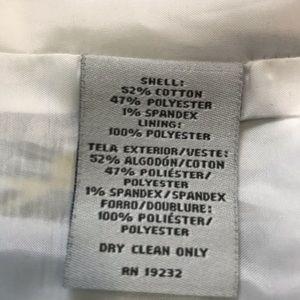 SHELL:
52% COTTON
47% POLYESTER
1% SPANDEX
LINING:
100% POLYESTER
TELA EXTERIOR/VESTE:
52% ALGODÓN/COTON
47% POLIÉSTER/
POLYESTER
1% SPANDEX/SPANDEX
FORRO/DOUBLURE:
100% POLIÉSTER/
POLYESTER
DRY CLEAN ONLY
RN 19232